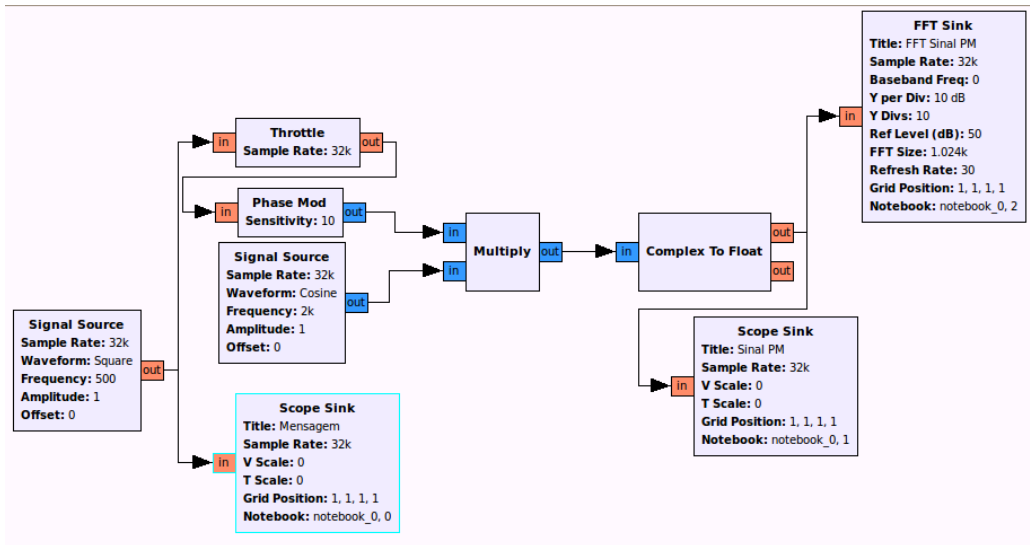 FFT Sink
Title: FFT Sinal PM
Sample Rate: 32k
Baseband Freq: 0
Y per Div: 10 dB
Y Divs: 10
Ref Level (dB): 50
FFT Size: 1.024k
Refresh Rate: 30
Grid Position: 1, 1, 1, 1
Notebook: notebook_0, 2
in
Throttle
Sample Rate: 32k
in
out
Phase Mod
Sensitivity: 10
in
out
Signal Source
Sample Rate: 32k
Waveform: Cosine
Frequency: 2k
Amplitude: 1
Offset: 0
out
in
in
Multiply
out
in
Complex To Float
out
out
Signal Source
Sample Rate: 32k
Waveform: Square
Frequency: 500
Amplitude: 1
Offset: 0
out
Scope Sink
Title: Sinal PM
Sample Rate: 32k
V Scale: 0
T Scale: 0
Grid Position: 1, 1, 1, 1
Notebook: notebook_0, 1
in
Scope Sink
Title: Mensagem
Sample Rate: 32k
V Scale: 0
T Scale: 0
Grid Position: 1, 1, 1, 1
Notebook: notebook_0, 0
in